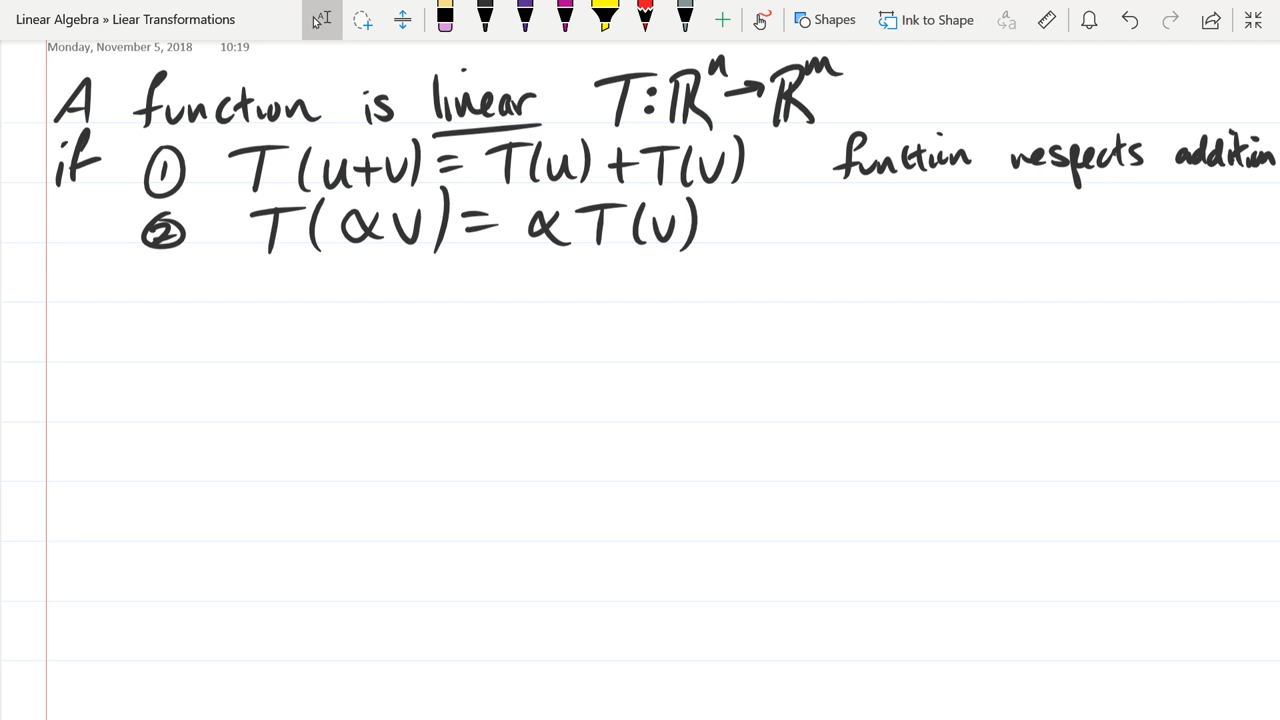 Linear Algebra » Liear Transformations
Shapes
Ink to Shape
Monday, November 5, 2018 10:19
A function is linear T:ℝⁿ→ℝᵐ
if ① T(u+v) = T(u) + T(v) function respects addition
② T(αv) = αT(v)